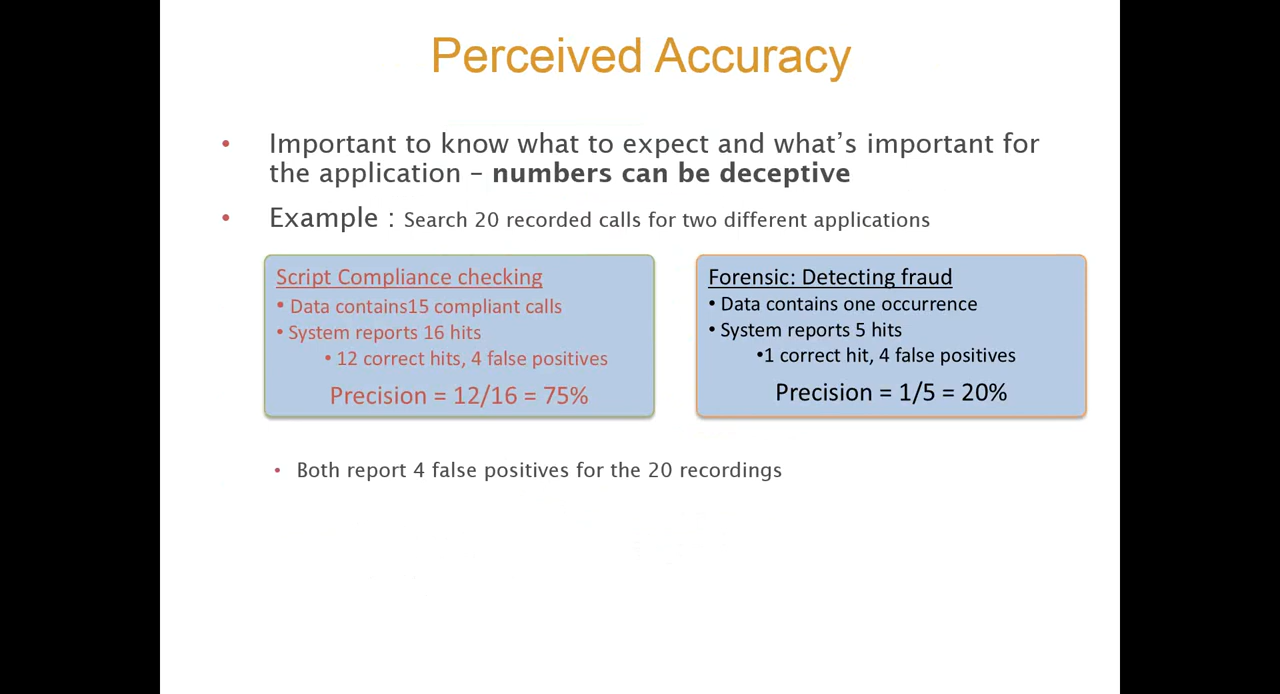 Perceived Accuracy
• Important to know what to expect and what’s important for
the application – numbers can be deceptive
• Example : Search 20 recorded calls for two different applications
Script Compliance checking
• Data contains15 compliant calls
• System reports 16 hits
• 12 correct hits, 4 false positives
Precision = 12/16 = 75%
Forensic: Detecting fraud
• Data contains one occurrence
• System reports 5 hits
•1 correct hit, 4 false positives
Precision = 1/5 = 20%
• Both report 4 false positives for the 20 recordings